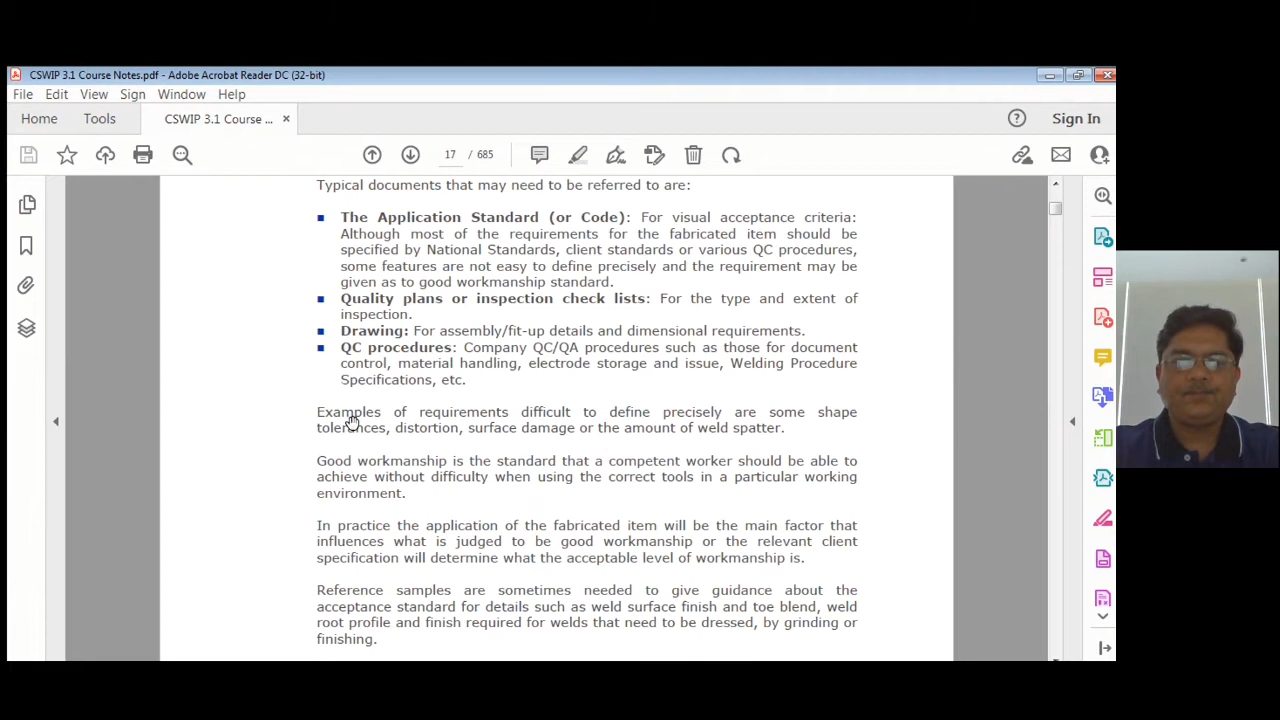 CSWIP 3.1 Course Notes.pdf - Adobe Acrobat Reader DC (32-bit)
File Edit View Sign Window Help
Home Tools CSWIP 3.1 Course ... × Sign In
17 / 685
Typical documents that may need to be referred to are:
The Application Standard (or Code): For visual acceptance criteria:
Although most of the requirements for the fabricated item should be
specified by National Standards, client standards or various QC procedures,
some features are not easy to define precisely and the requirement may be
given as to good workmanship standard.
Quality plans or inspection check lists: For the type and extent of
inspection.
Drawing: For assembly/fit-up details and dimensional requirements.
QC procedures: Company QC/QA procedures such as those for document
control, material handling, electrode storage and issue, Welding Procedure
Specifications, etc.
Examples of requirements difficult to define precisely are some shape
tolerances, distortion, surface damage or the amount of weld spatter.
Good workmanship is the standard that a competent worker should be able to
achieve without difficulty when using the correct tools in a particular working
environment.
In practice the application of the fabricated item will be the main factor that
influences what is judged to be good workmanship or the relevant client
specification will determine what the acceptable level of workmanship is.
Reference samples are sometimes needed to give guidance about the
acceptance standard for details such as weld surface finish and toe blend, weld
root profile and finish required for welds that need to be dressed, by grinding or
finishing.